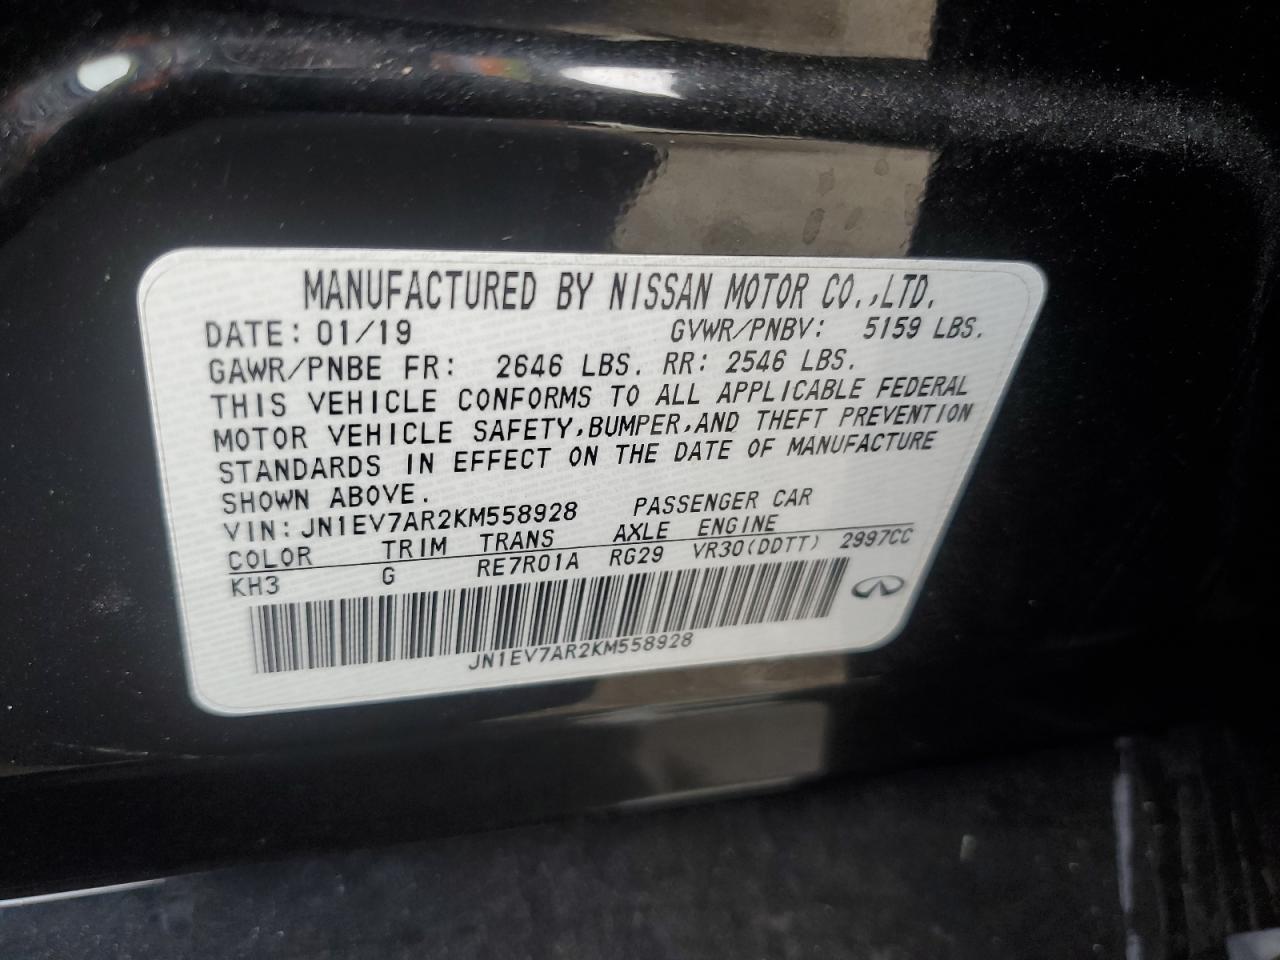 MANUFACTURED BY NISSAN MOTOR CO.,LTD.
DATE: 01/19 GVWR/PNBV: 5159 LBS.
GAWR/PNBE FR: 2646 LBS. RR: 2546 LBS.
THIS VEHICLE CONFORMS TO ALL APPLICABLE FEDERAL
MOTOR VEHICLE SAFETY,BUMPER,AND THEFT PREVENTION
STANDARDS IN EFFECT ON THE DATE OF MANUFACTURE
SHOWN ABOVE.
VIN:JN1EV7AR2KM558928 PASSENGER CAR
COLOR TRIM TRANS AXLE ENGINE
KH3 G RE7R01A RG29 VR30(DDTT) 2997CC
JN1EV7AR2KM558928